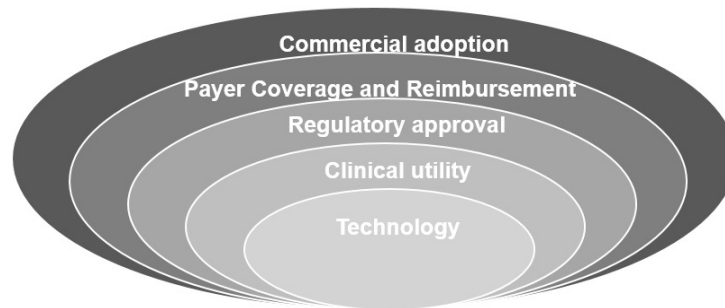 Commercial adoption
Payer Coverage and Reimbursement
Regulatory approval
Clinical utility
Technology